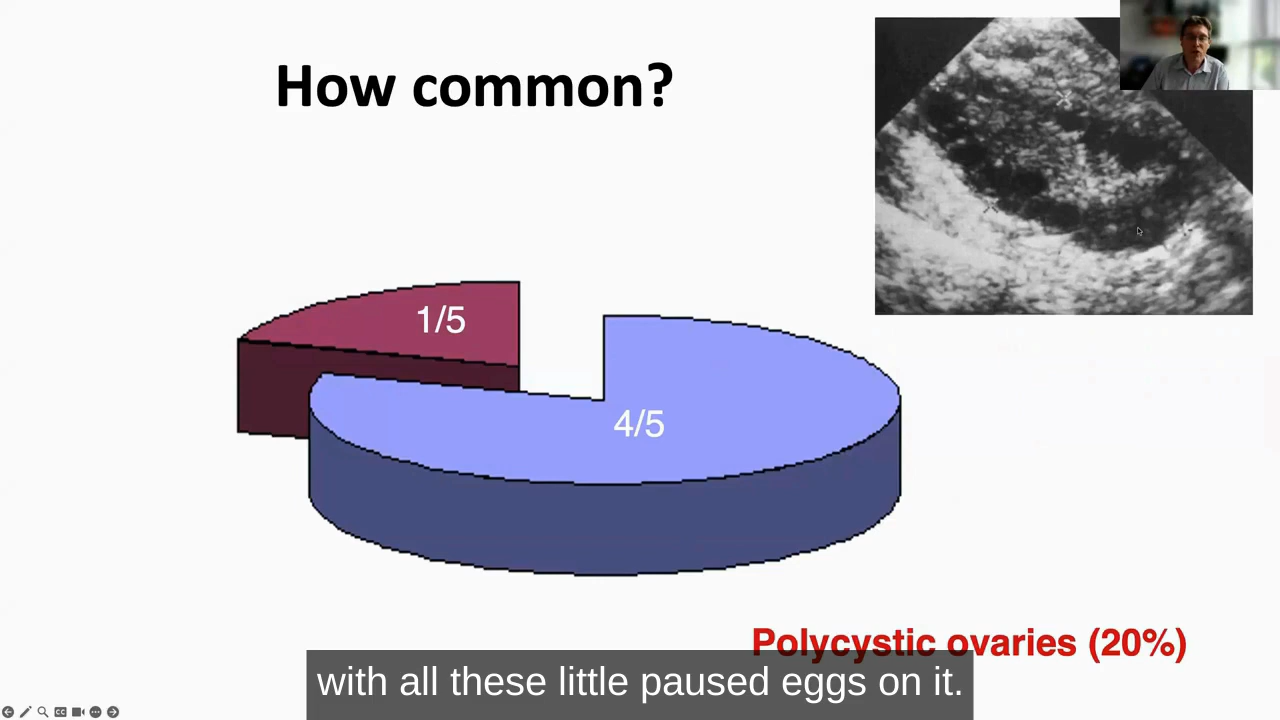 How common?
1/5
4/5
Polycystic ovaries (20%)
with all these little paused eggs on it.